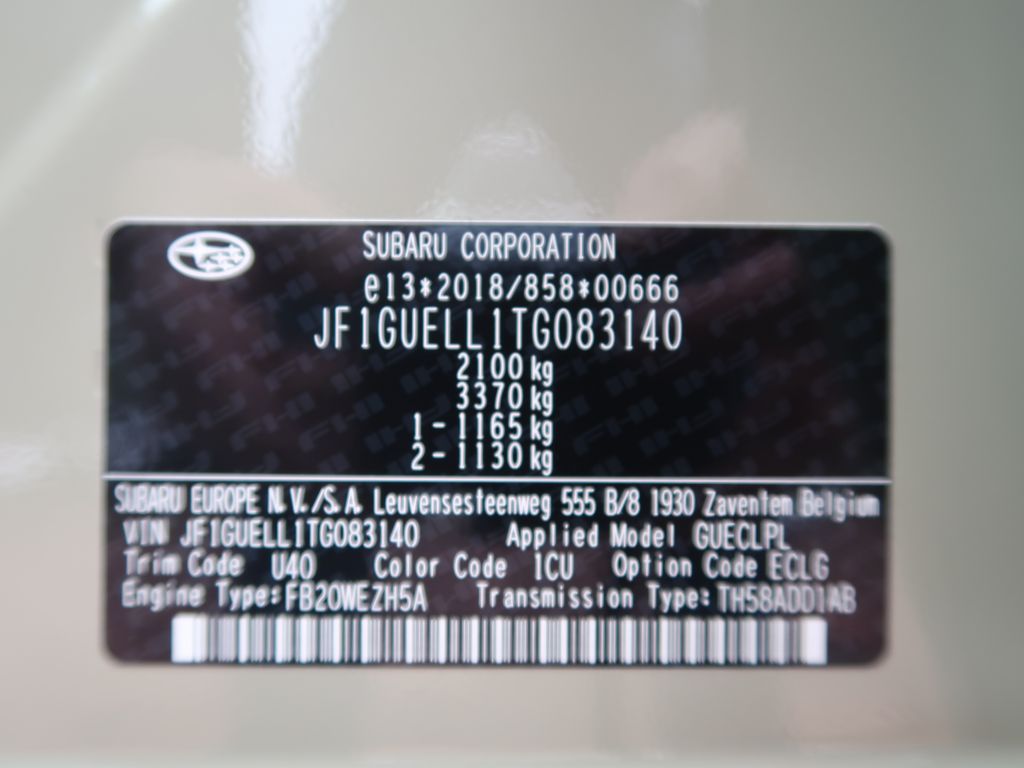 SUBARU CORPORATION
e13*2018/858*00666
JF1GUELL1TG083140
2100 kg
3370 kg
1 - 1165 kg
2 - 1130 kg
SUBARU EUROPE N.V./S.A. Leuvensesteenweg 555 B/8 1930 Zaventem Belgium
VIN JF1GUELL1TG083140 Applied Model GUECLPL
Trim Code U40 Color Code 1CU Option Code ECLG
Engine Type: FB20WEZH5A Transmission Type: TH58ADD1AB